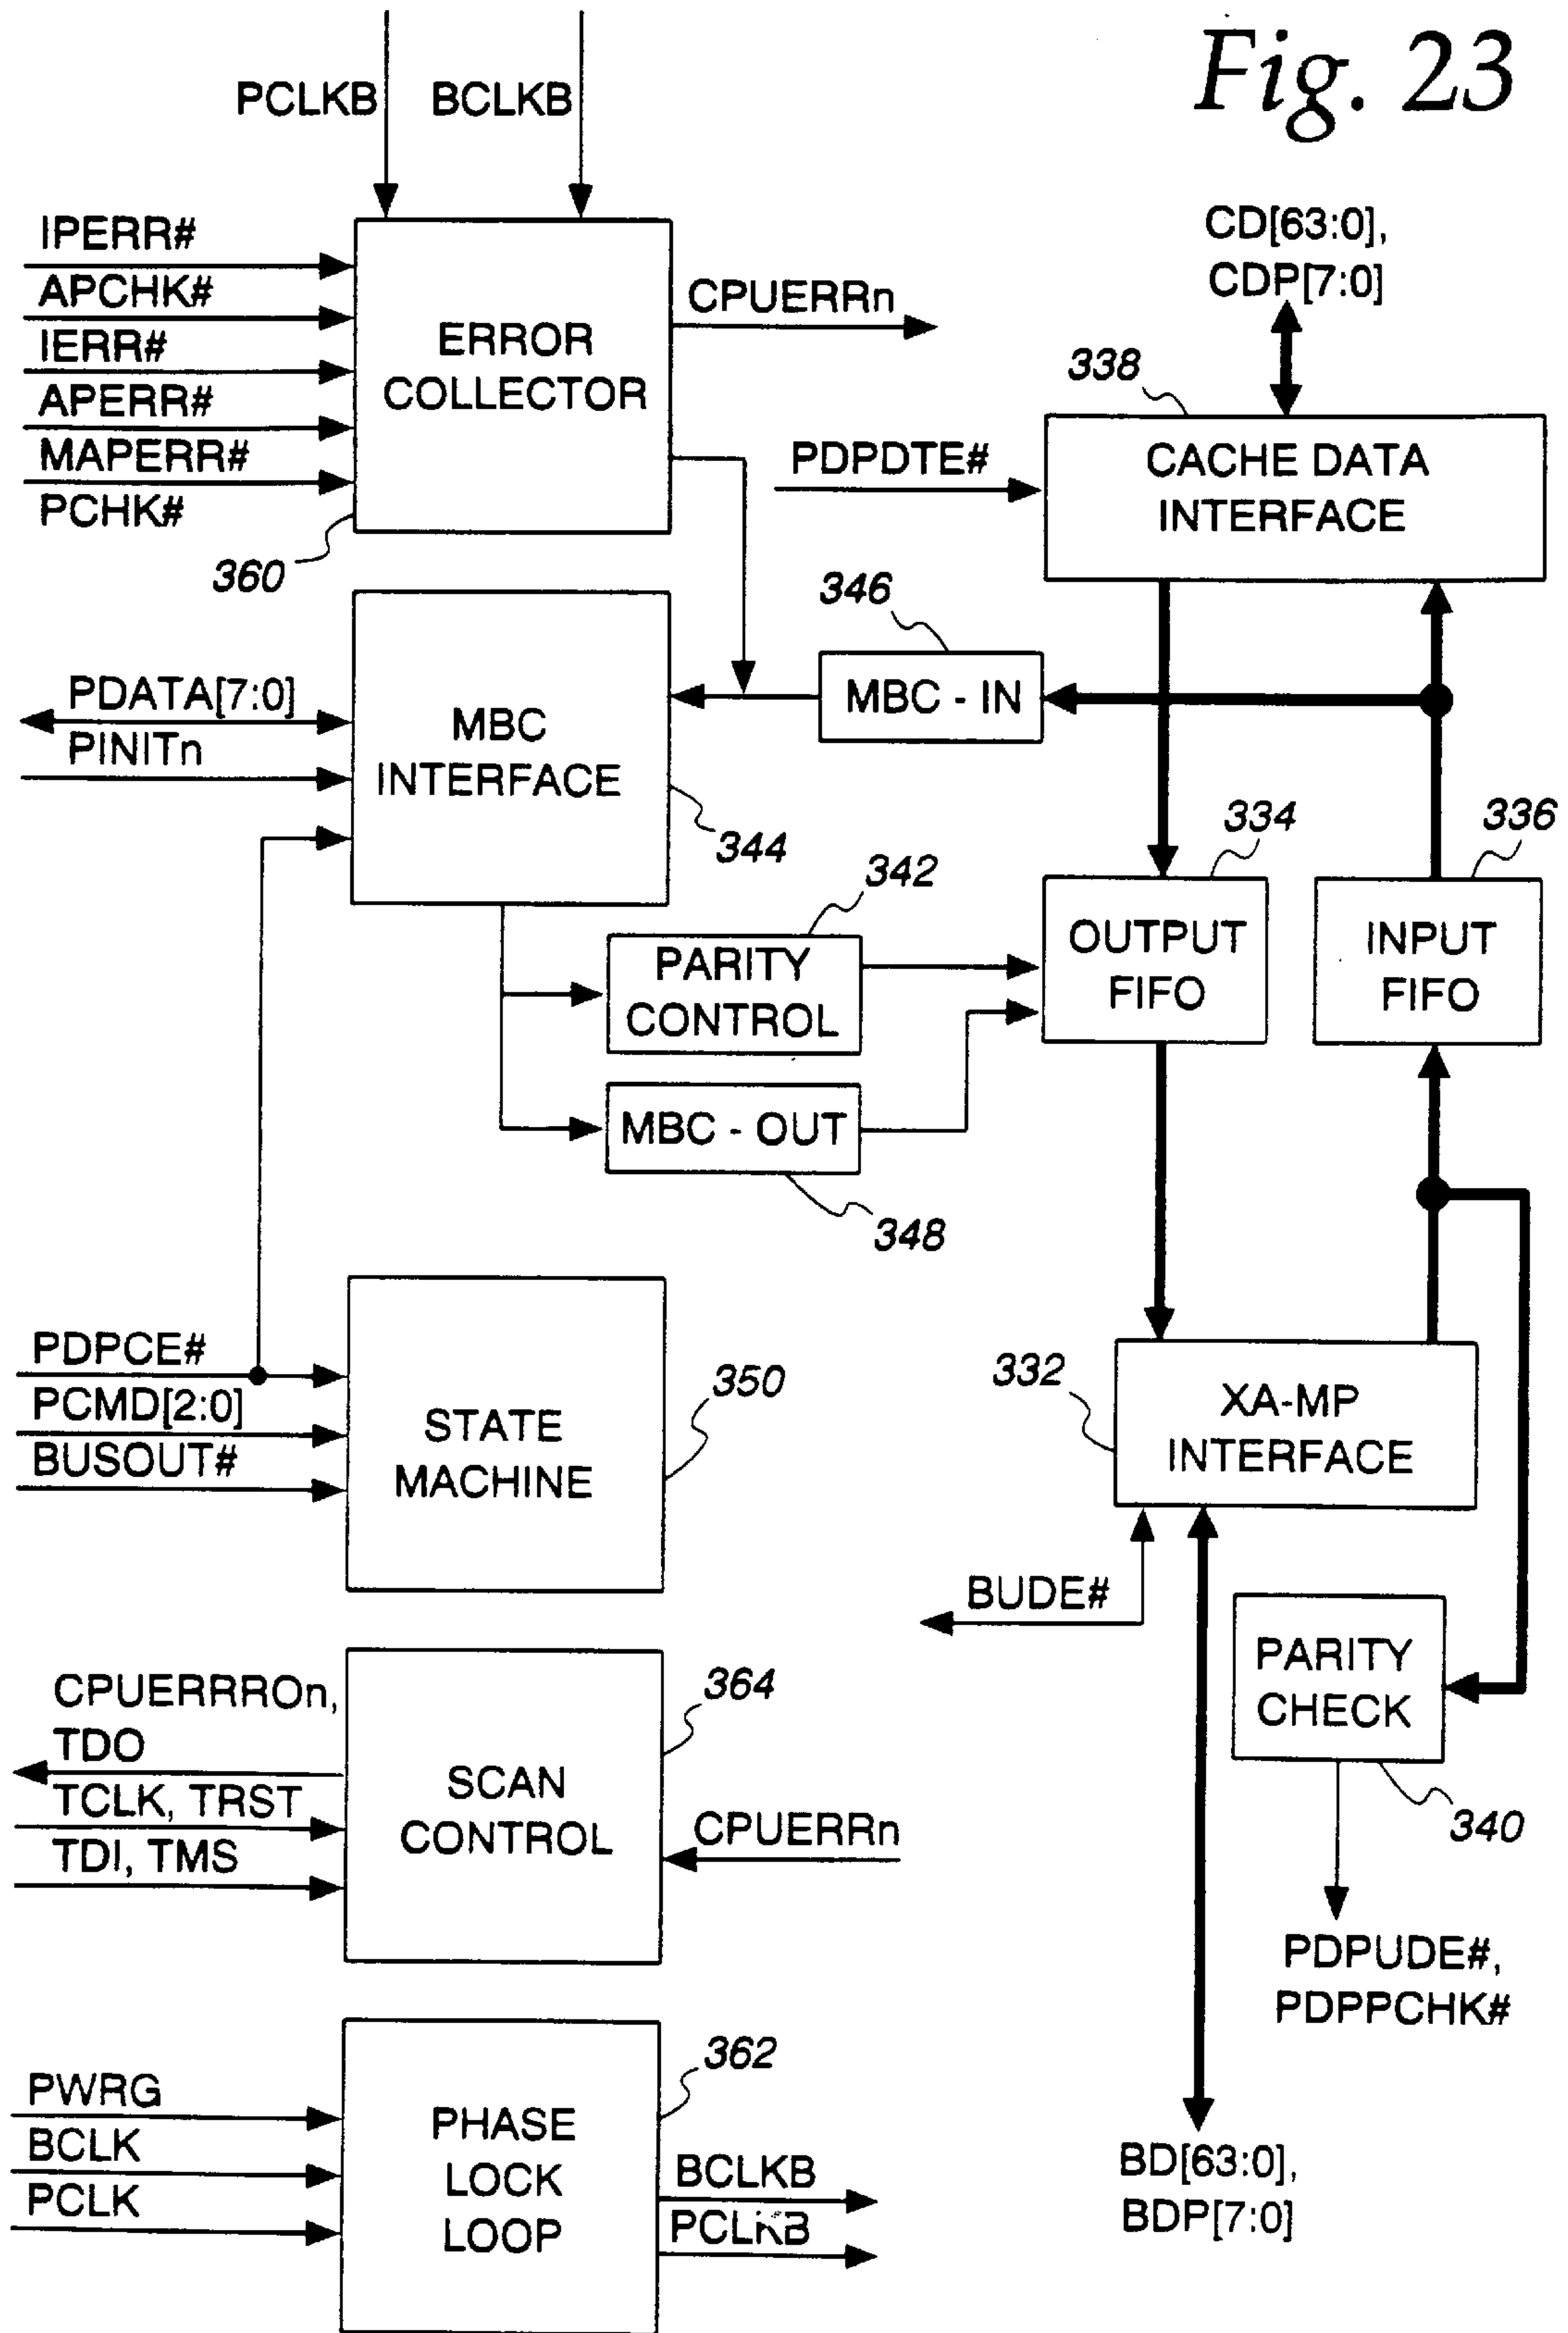 Fig. 23
PCLKB
BCLKB
IPERR#
APCHK#
IERR#
APERR#
MAPERR#
PCHK#
ERROR
COLLECTOR
360
CPUERRn
CD[63:0],
CDP[7:0]
338
PDPDTE#
CACHE DATA
INTERFACE
346
MBC - IN
PDATA[7:0]
PINITn
MBC
INTERFACE
344
342
PARITY
CONTROL
334
OUTPUT
FIFO
336
INPUT
FIFO
MBC - OUT
348
PDPCE#
PCMD[2:0]
BUSOUT#
STATE
MACHINE
350
332
XA-MP
INTERFACE
BUDE#
PARITY
CHECK
340
PDPUDE#,
PDPPCHK#
CPUERRROn,
TDO
TCLK, TRST
TDI, TMS
SCAN
CONTROL
364
CPUERRn
PWRG
BCLK
PCLK
PHASE
LOCK
LOOP
362
BCLKB
PCLKB
BD[63:0],
BDP[7:0]